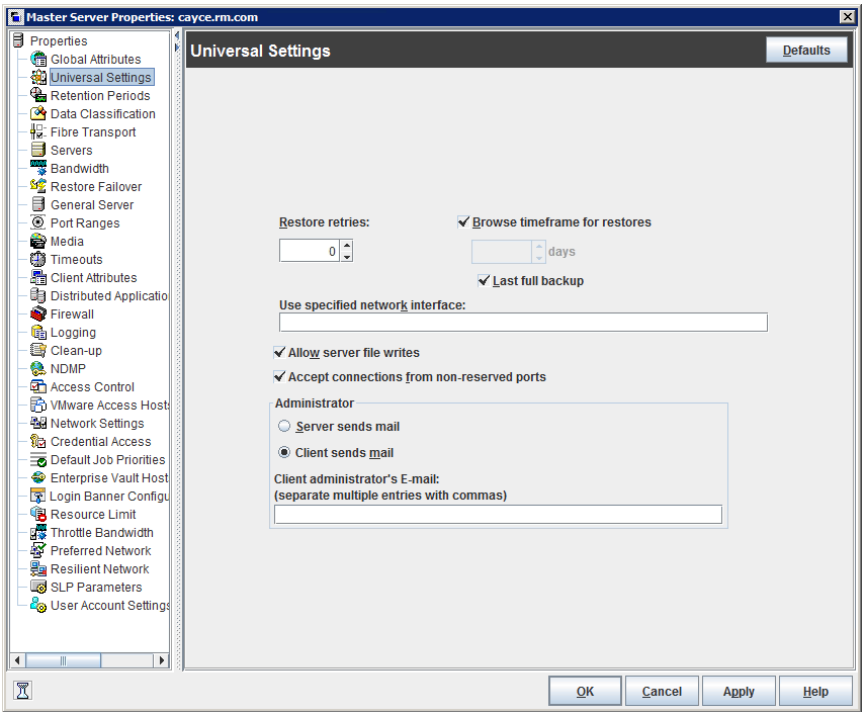 Master Server Properties: cayce.rm.com
Properties
Global Attributes
Universal Settings
Retention Periods
Data Classification
Fibre Transport
Servers
Bandwidth
Restore Failover
General Server
Port Ranges
Media
Timeouts
Client Attributes
Distributed Applicatio
Firewall
Logging
Clean-up
NDMP
Access Control
VMware Access Hosts
Network Settings
Credential Access
Default Job Priorities
Enterprise Vault Host
Login Banner Configu
Resource Limit
Throttle Bandwidth
Preferred Network
Resilient Network
SLP Parameters
User Account Settings
Universal Settings
Defaults
Restore retries:
Browse timeframe for restores
0
days
Last full backup
Use specified network interface:
Allow server file writes
Accept connections from non-reserved ports
Administrator
Server sends mail
Client sends mail
Client administrator's E-mail:
(separate multiple entries with commas)
OK
Cancel
Apply
Help